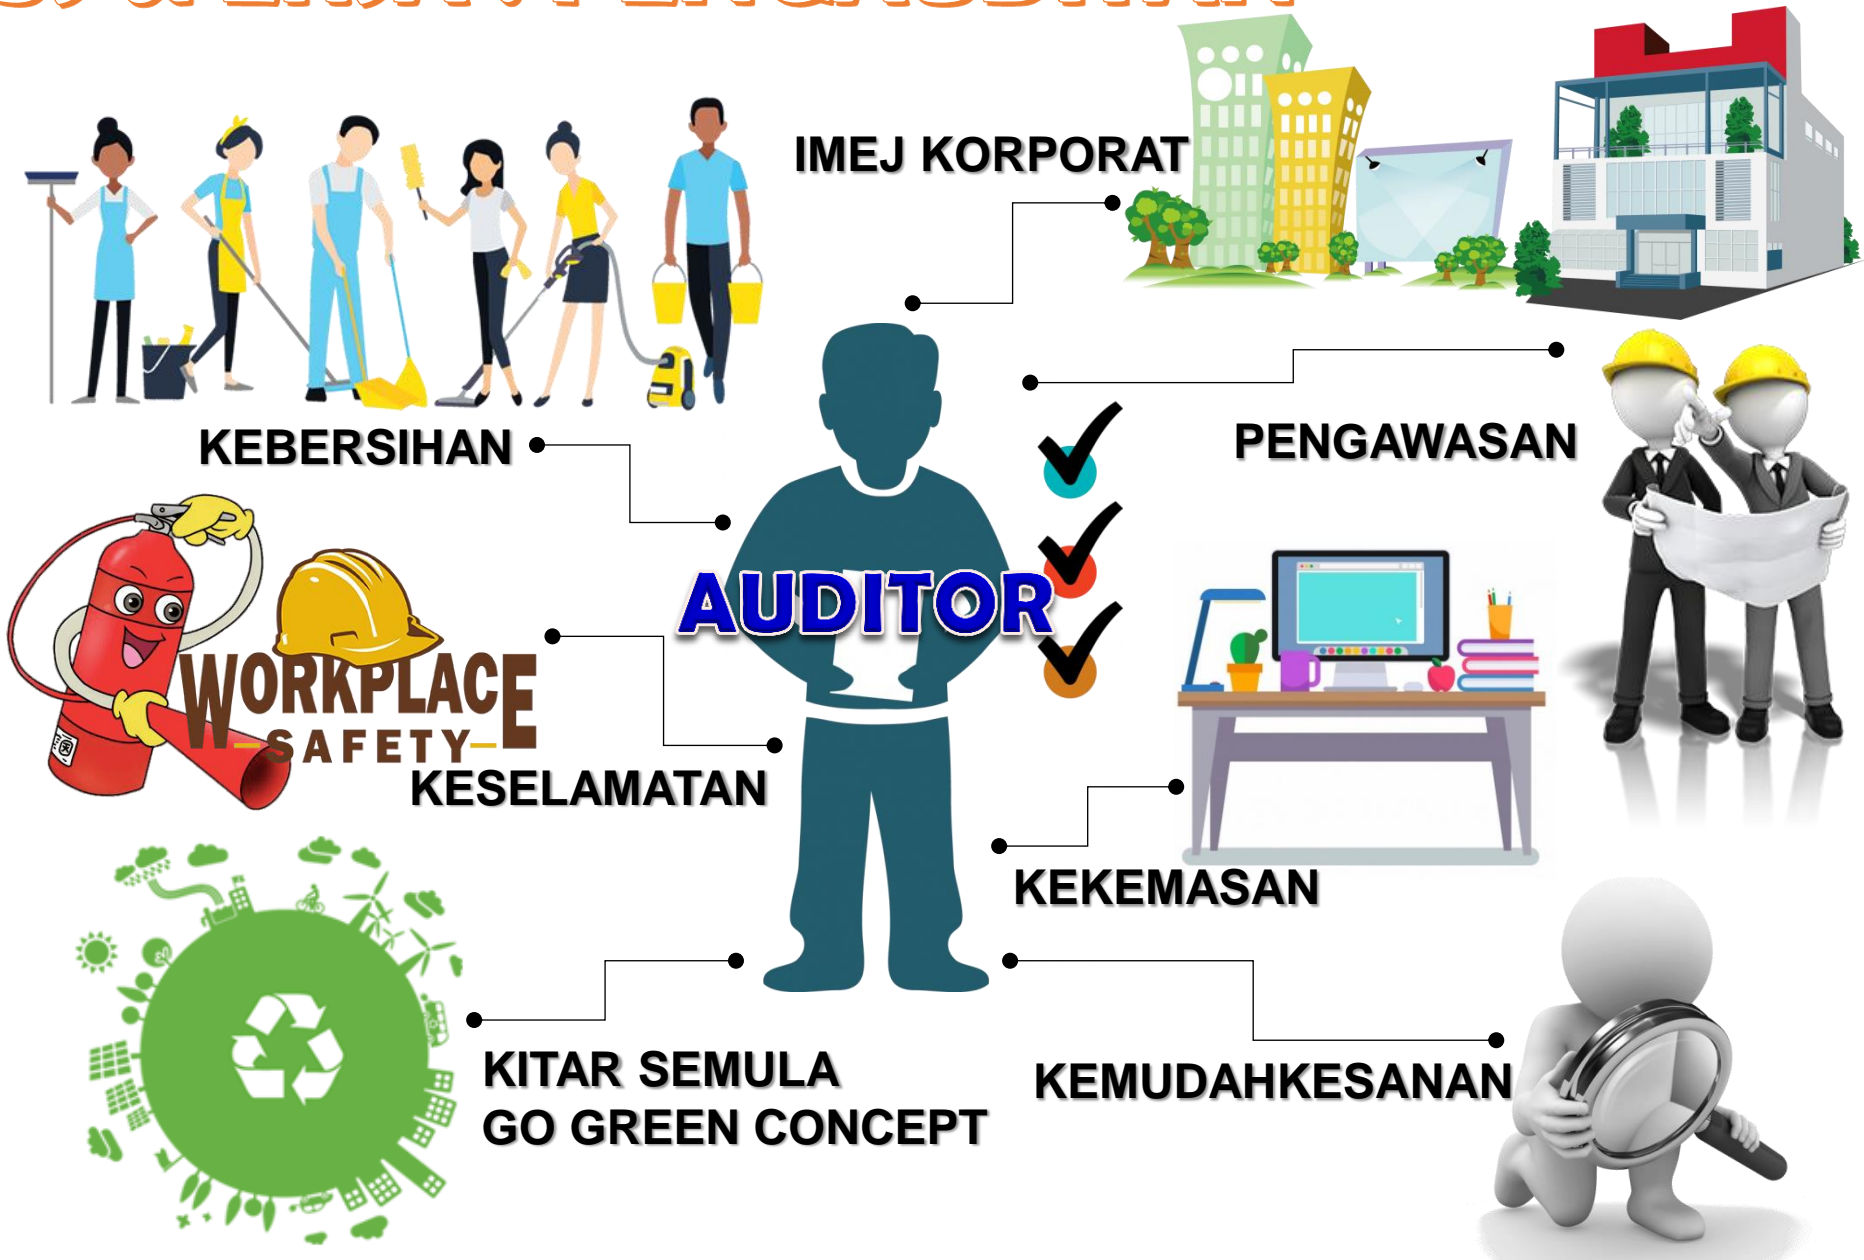 IMEJ KORPORAT
KEBERSIHAN
PENGAWASAN
AUDITOR
WORKPLACE
SAFETY
KESELAMATAN
KEKEMASAN
KITAR SEMULA
GO GREEN CONCEPT
KEMUDAHKESANAN